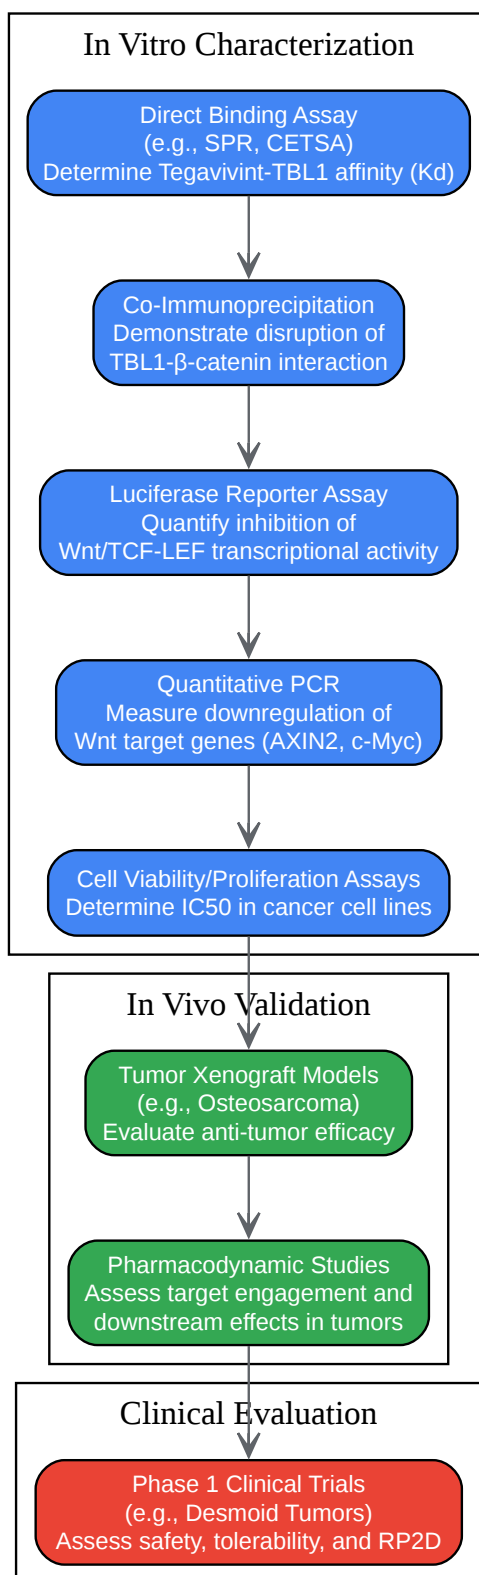 In Vitro Characterization
Direct Binding Assay
(e.g., SPR, CETSA)
Determine Tegavivint-TBL1 affinity (Kd)
Co-Immunoprecipitation
Demonstrate disruption of
TBL1-β-catenin interaction
Luciferase Reporter Assay
Quantify inhibition of
Wnt/TCF-LEF transcriptional activity
Quantitative PCR
Measure downregulation of
Wnt target genes (AXIN2, c-Myc)
Cell Viability/Proliferation Assays
Determine IC50 in cancer cell lines
In Vivo Validation
Tumor Xenograft Models
(e.g., Osteosarcoma)
Evaluate anti-tumor efficacy
Pharmacodynamic Studies
Assess target engagement and
downstream effects in tumors
Clinical Evaluation
Phase 1 Clinical Trials
(e.g., Desmoid Tumors)
Assess safety, tolerability, and RP2D